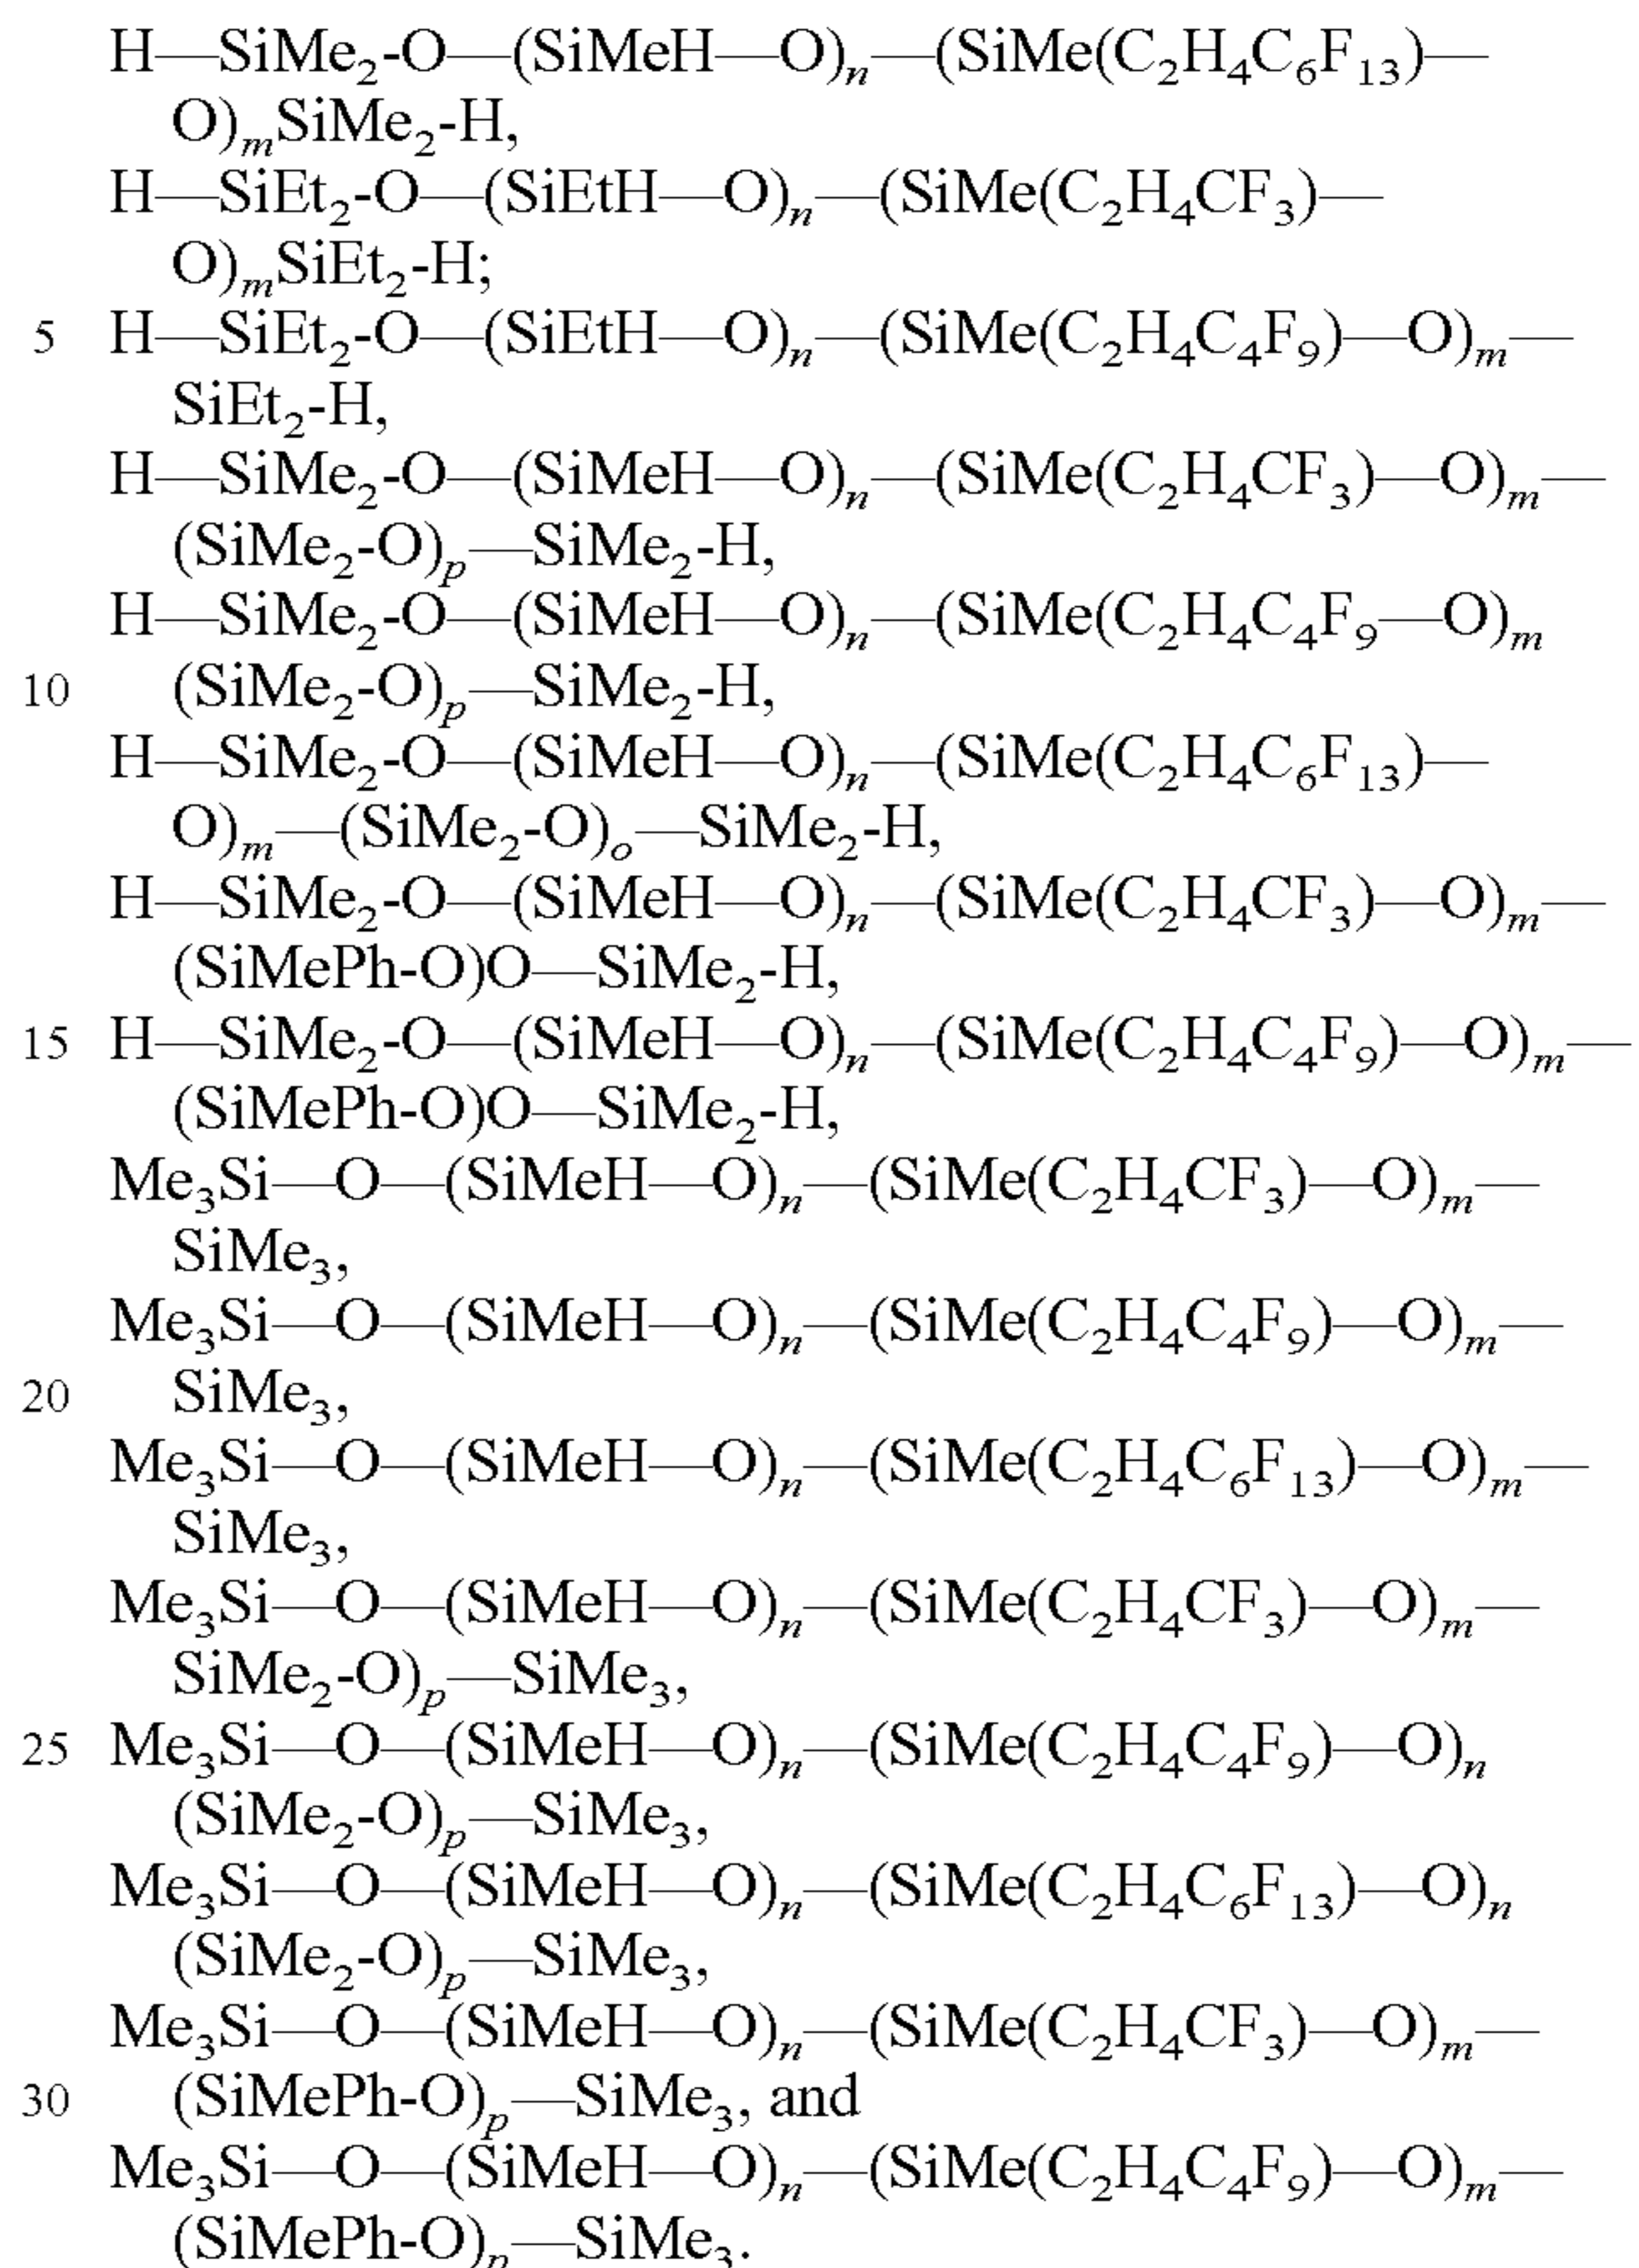 H—SiMe₂-O—(SiMeH—O)ₙ—(SiMe(C₂H₄C₆F₁₃)—
O)ₘSiMe₂-H,
H—SiEt₂-O—(SiEtH—O)ₙ—(SiMe(C₂H₄CF₃)—
O)ₘSiEt₂-H;
5 H—SiEt₂-O—(SiEtH—O)ₙ—(SiMe(C₂H₄C₄F₉)—O)ₘ—
SiEt₂-H,
H—SiMe₂-O—(SiMeH—O)ₙ—(SiMe(C₂H₄CF₃)—O)ₘ—
(SiMe₂-O)ₚ—SiMe₂-H,
H—SiMe₂-O—(SiMeH—O)ₙ—(SiMe(C₂H₄C₄F₉—O)ₘ
10 (SiMe₂-O)ₚ—SiMe₂-H,
H—SiMe₂-O—(SiMeH—O)ₙ—(SiMe(C₂H₄C₆F₁₃)—
O)ₘ—(SiMe₂-O)ₒ—SiMe₂-H,
H—SiMe₂-O—(SiMeH—O)ₙ—(SiMe(C₂H₄CF₃)—O)ₘ—
(SiMePh-O)O—SiMe₂-H,
15 H—SiMe₂-O—(SiMeH—O)ₙ—(SiMe(C₂H₄C₄F₉)—O)ₘ—
(SiMePh-O)O—SiMe₂-H,
Me₃Si—O—(SiMeH—O)ₙ—(SiMe(C₂H₄CF₃)—O)ₘ—
SiMe₃,
Me₃Si—O—(SiMeH—O)ₙ—(SiMe(C₂H₄C₄F₉)—O)ₘ—
20 SiMe₃,
Me₃Si—O—(SiMeH—O)ₙ—(SiMe(C₂H₄C₆F₁₃)—O)ₘ—
SiMe₃,
Me₃Si—O—(SiMeH—O)ₙ—(SiMe(C₂H₄CF₃)—O)ₘ—
SiMe₂-O)ₚ—SiMe₃,
25 Me₃Si—O—(SiMeH—O)ₙ—(SiMe(C₂H₄C₄F₉)—O)ₙ
(SiMe₂-O)ₚ—SiMe₃,
Me₃Si—O—(SiMeH—O)ₙ—(SiMe(C₂H₄C₆F₁₃)—O)ₙ
(SiMe₂-O)ₚ—SiMe₃,
Me₃Si—O—(SiMeH—O)ₙ—(SiMe(C₂H₄CF₃)—O)ₘ—
30 (SiMePh-O)ₚ—SiMe₃, and
Me₃Si—O—(SiMeH—O)ₙ—(SiMe(C₂H₄C₄F₉)—O)ₘ—
(SiMePh-O)ₚ—SiMe₃.